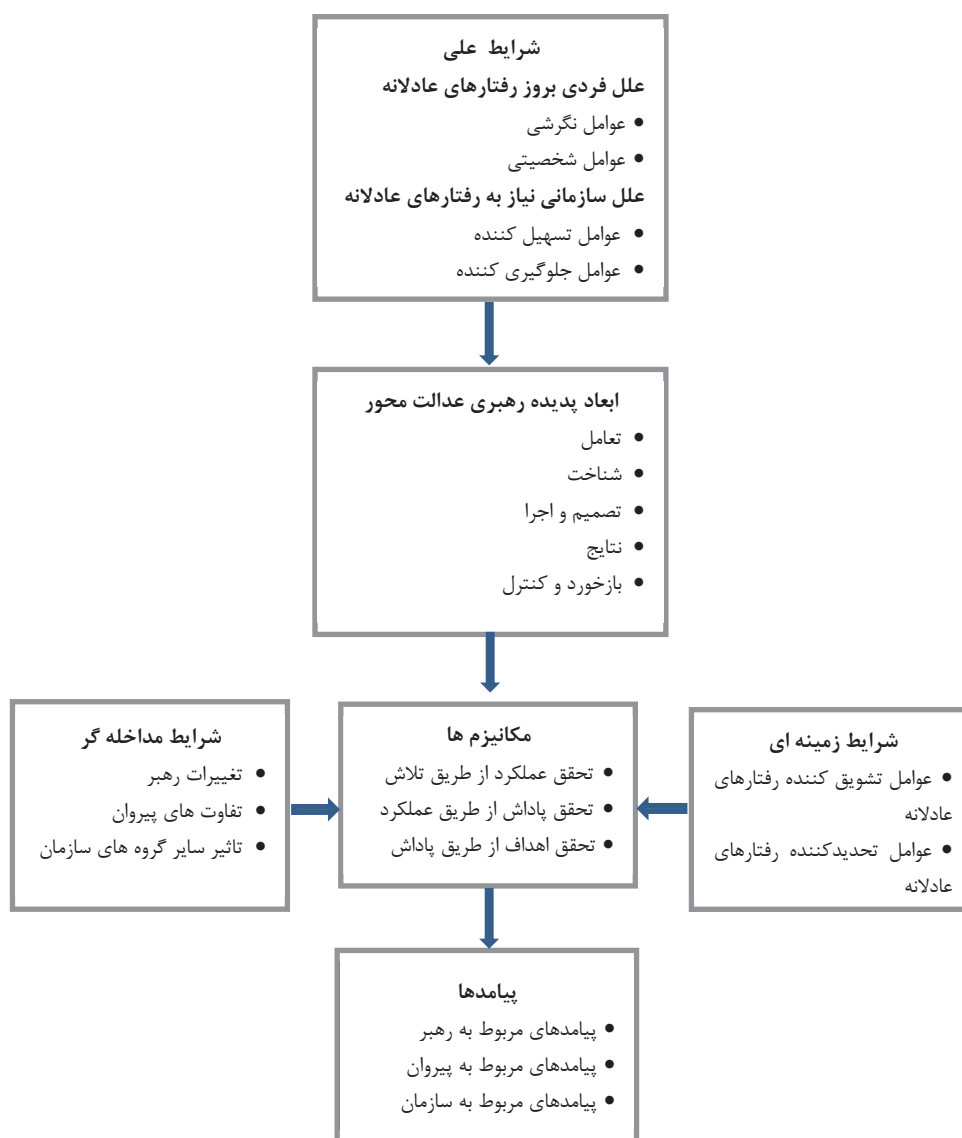 شرایط علی
علل فردی بروز رفتارهای عادلانه
• عوامل نگرشی
• عوامل شخصیتی
علل سازمانی نیاز به رفتارهای عادلانه
• عوامل تسهیل کننده
• عوامل جلوگیری کننده
ابعاد پدیده رهبری عدالت محور
• تعامل
• شناخت
• تصمیم و اجرا
• نتایج
• بازخورد و کنترل
شرایط زمینه ای
• عوامل تشویق کننده رفتارهای
عادلانه
• عوامل تحدیدکننده رفتارهای
عادلانه
مکانیزم ها
• تحقق عملکرد از طریق تلاش
• تحقق پاداش از طریق عملکرد
• تحقق اهداف از طریق پاداش
شرایط مداخله گر
• تغییرات رهبر
• تفاوت های پیروان
• تاثیر سایر گروه های سازمان
پیامدها
• پیامدهای مربوط به رهبر
• پیامدهای مربوط به پیروان
• پیامدهای مربوط به سازمان